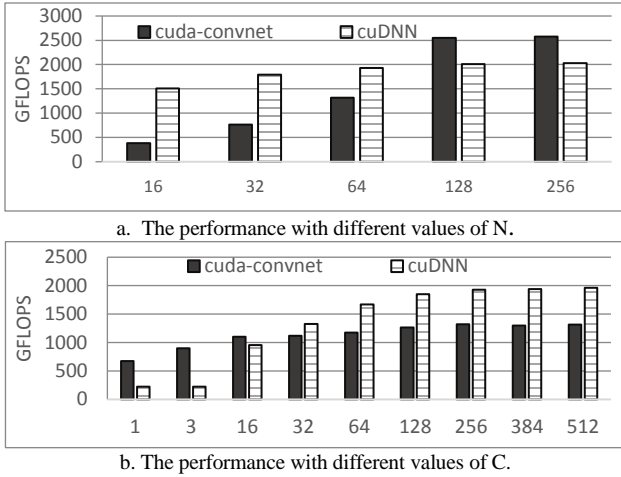 3000
2500
2000
1500
1000
500
0
GFLOPS
cuda-convnet cuDNN
16 32 64 128 256
a. The performance with different values of N.
2500
2000
1500
1000
500
0
GFLOPS
cuda-convnet cuDNN
1 3 16 32 64 128 256 384 512
b. The performance with different values of C.